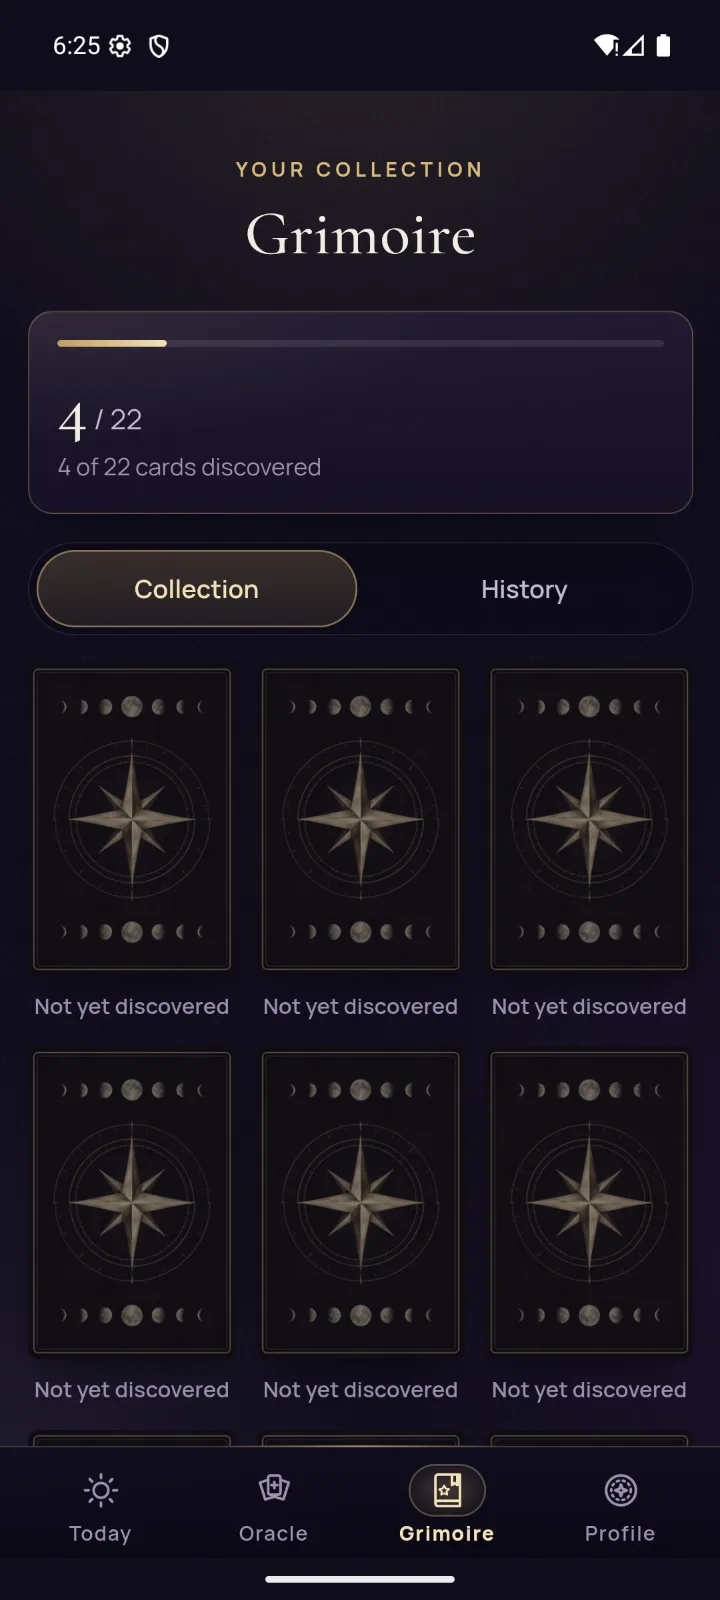 6:25
YOUR COLLECTION
Grimoire
4 / 22
4 of 22 cards discovered
Collection History
Not yet discovered Not yet discovered Not yet discovered
Not yet discovered Not yet discovered Not yet discovered
Today Oracle Grimoire Profile